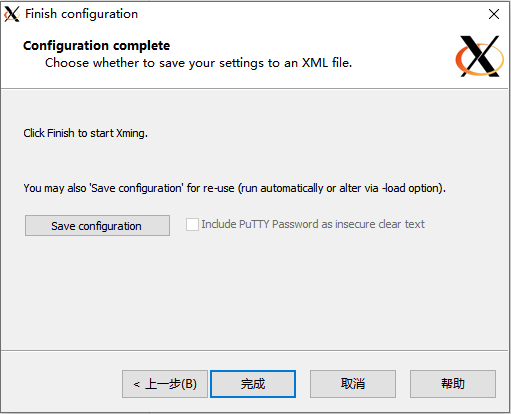 Finish configuration
Configuration complete
Choose whether to save your settings to an XML file.
Click Finish to start Xming.
You may also 'Save configuration' for re-use (run automatically or alter via -load option).
Save configuration
Include PuTTY Password as insecure clear text
< 上一步(B)
完成
取消
帮助